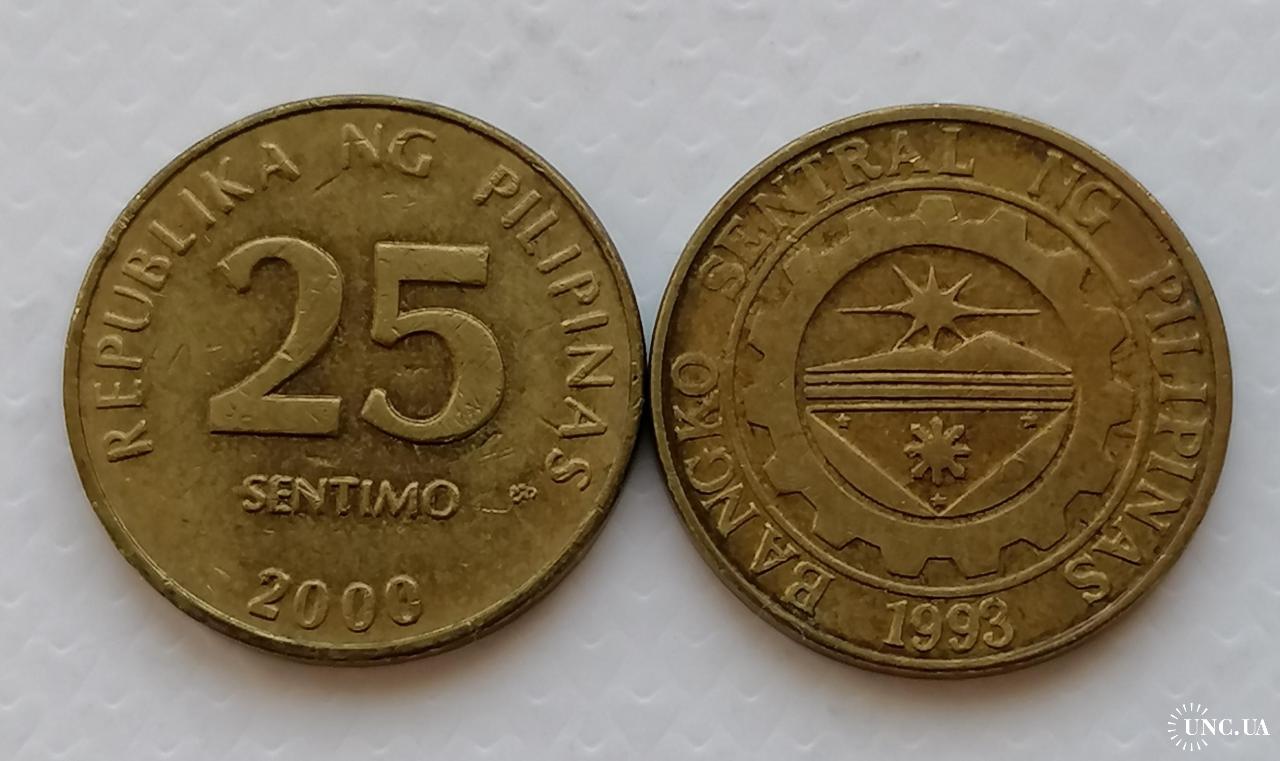 REPUBLIKA NG PILIPINAS
25
SENTIMO
2000
BANGKO SENTRAL NG PILIPINAS
1993
UNC.UA